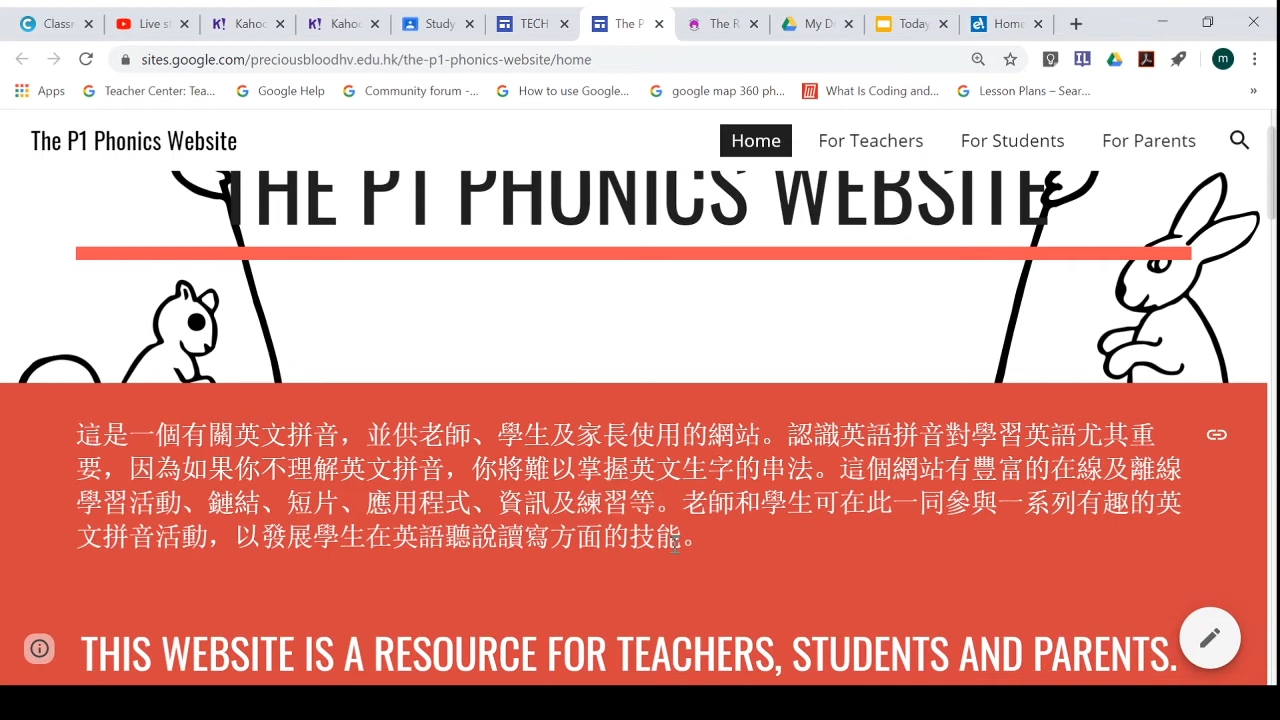 Classr
Live st
Kahoo
Kahoo
Study
TECH
The P
The R
My Dr
Today
Home
sites.google.com/preciousbloodhv.edu.hk/the-p1-phonics-website/home
m
Apps
Teacher Center: Tea...
Google Help
Community forum -...
How to use Google...
google map 360 ph...
What Is Coding and...
Lesson Plans – Sear...
»
The P1 Phonics Website
Home
For Teachers
For Students
For Parents
THE P1 PHONICS WEBSITE
這是一個有關英文拼音，並供老師、學生及家長使用的網站。認識英語拼音對學習英語尤其重
要，因為如果你不理解英文拼音，你將難以掌握英文生字的串法。這個網站有豐富的在線及離線
學習活動、鏈結、短片、應用程式、資訊及練習等。老師和學生可在此一同參與一系列有趣的英
文拼音活動，以發展學生在英語聽說讀寫方面的技能。
THIS WEBSITE IS A RESOURCE FOR TEACHERS, STUDENTS AND PARENTS.